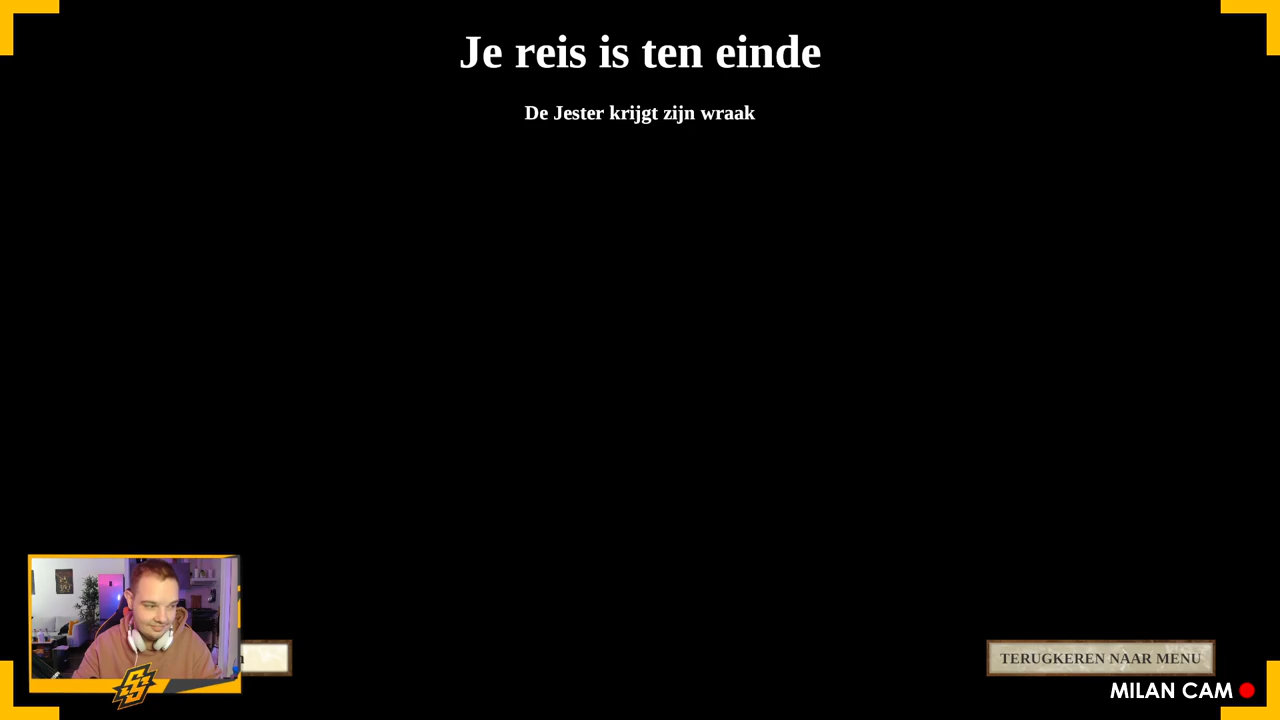 Je reis is ten einde
De Jester krijgt zijn wraak
TERUGKEREN NAAR MENU
MILAN CAM